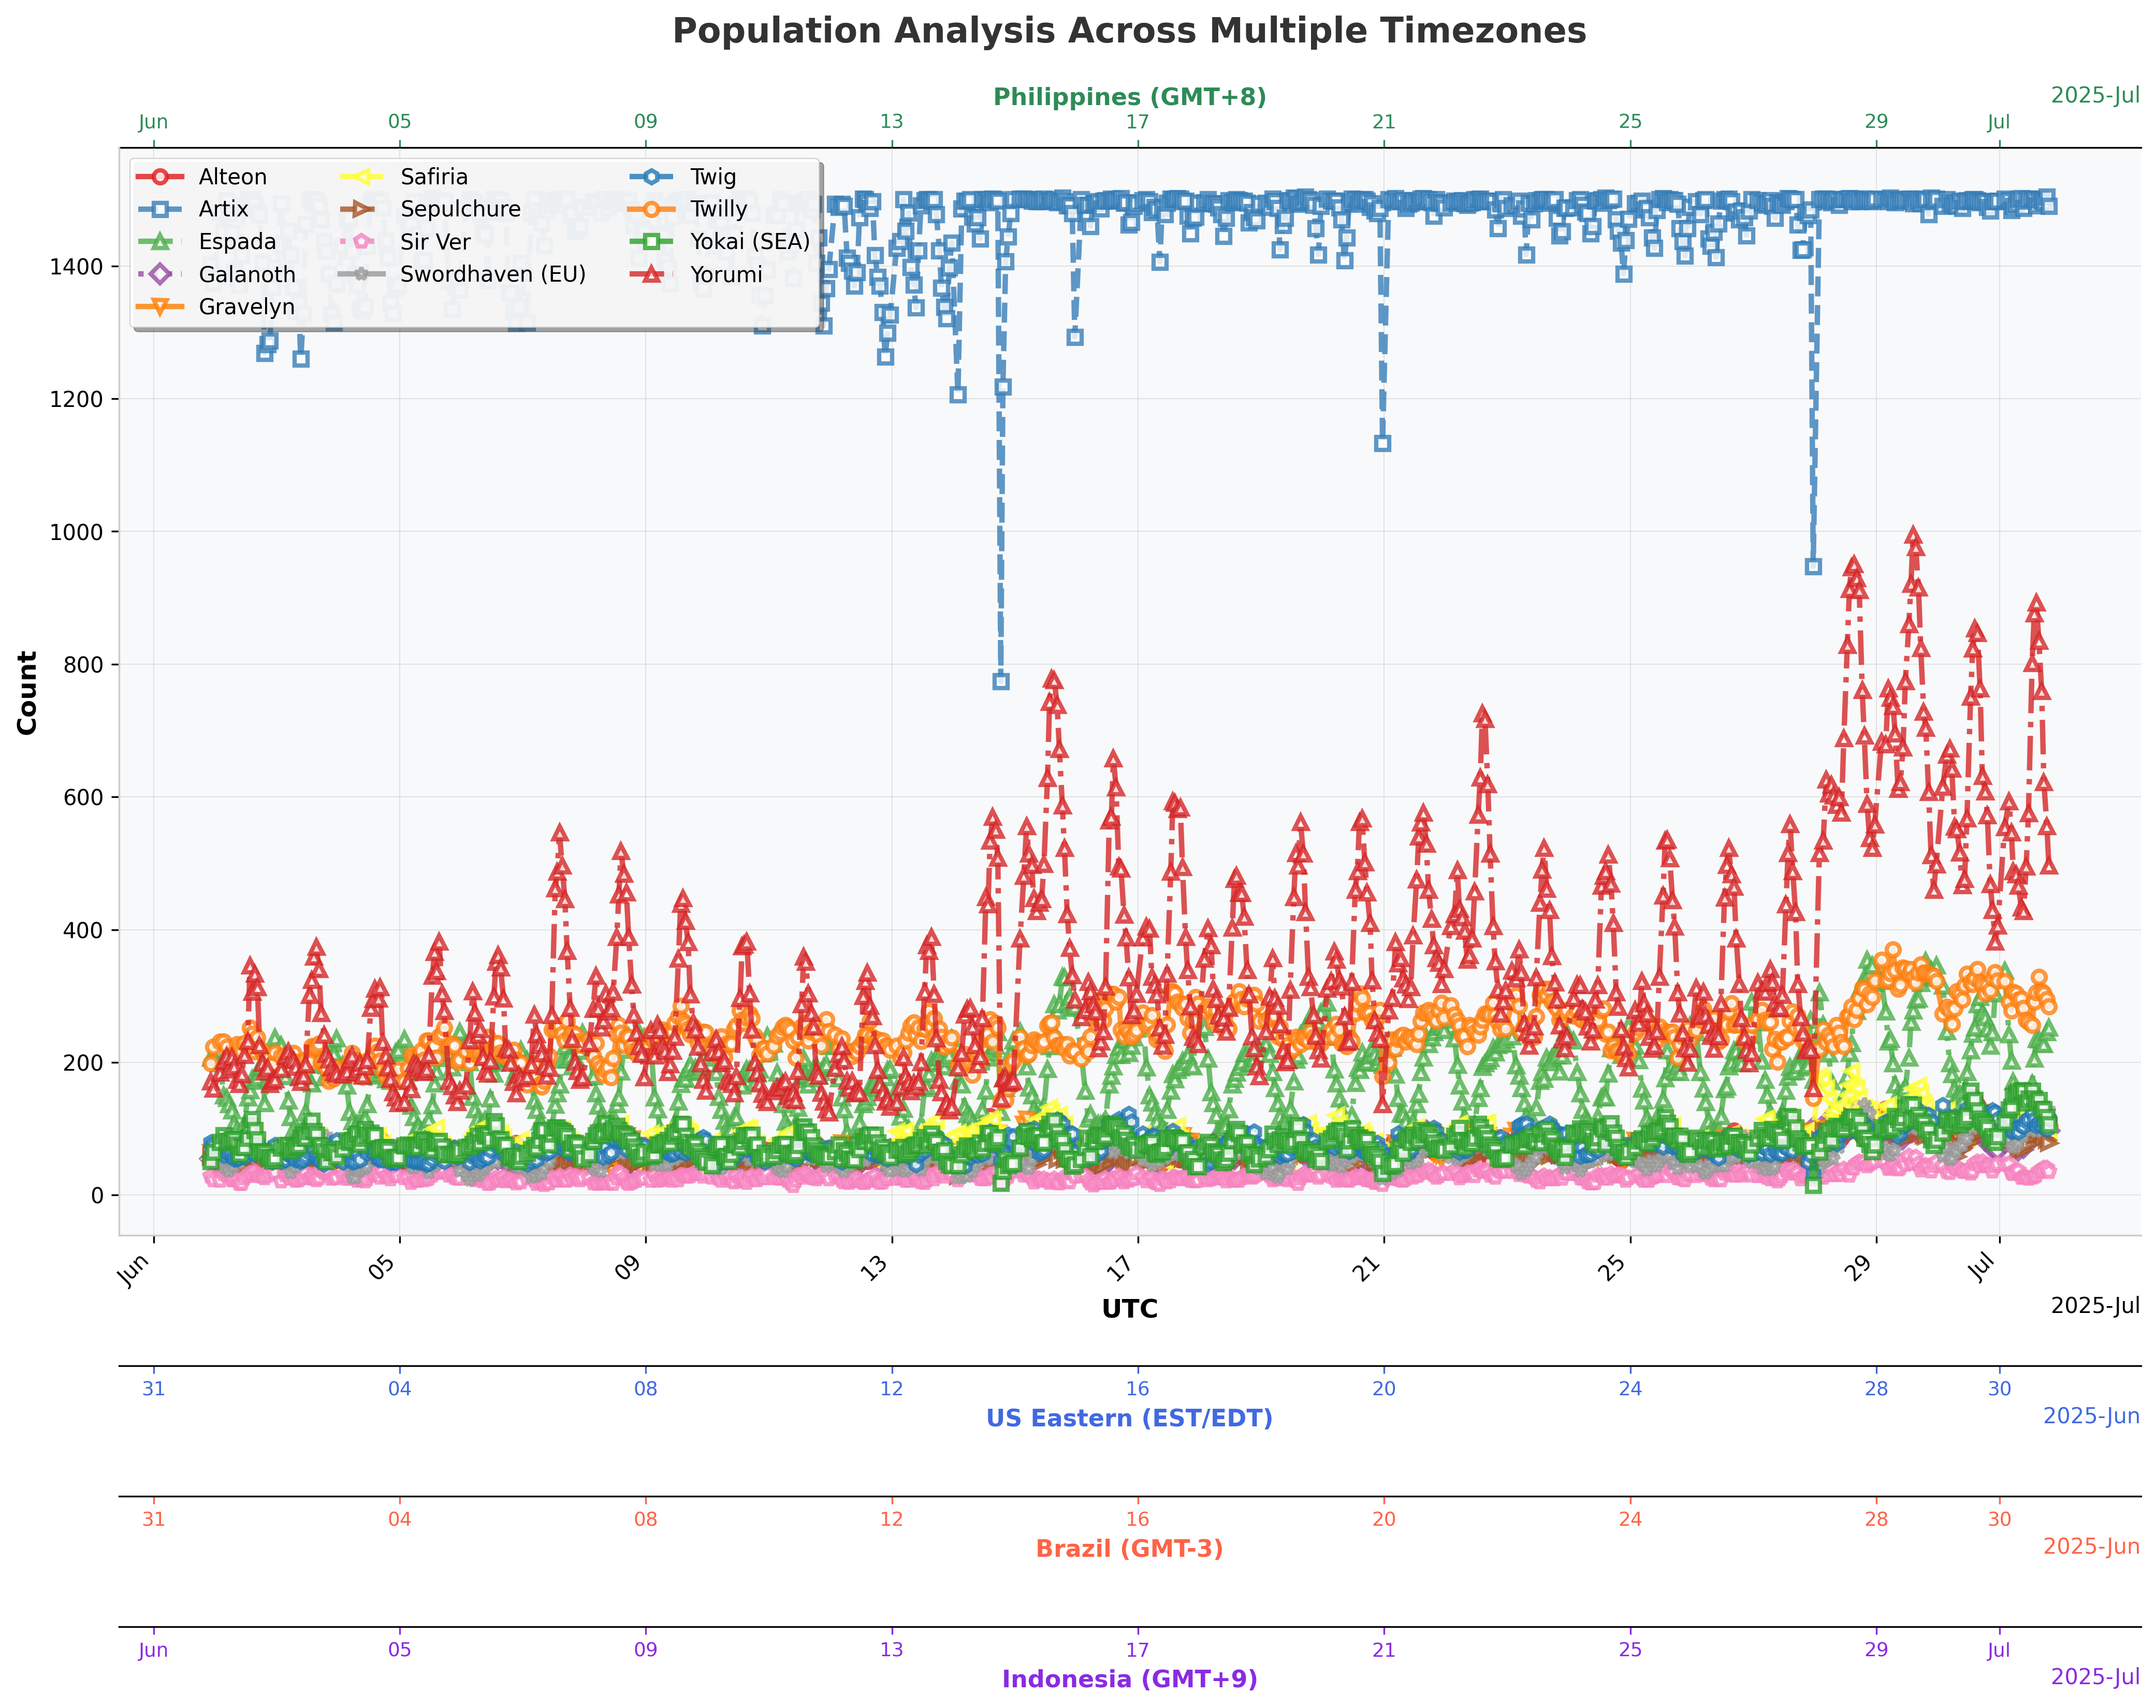 Population Analysis Across Multiple Timezones
Philippines (GMT+8)
2025-Jul
Jun 05 09 13 17 21 25 29 Jul
Alteon
Artix
Espada
Galanoth
Gravelyn
Safiria
Sepulchure
Sir Ver
Swordhaven (EU)
Twig
Twilly
Yokai (SEA)
Yorumi
Count
1400
1200
1000
800
600
400
200
0
Jun 05 09 13 17 21 25 29 Jul
UTC
2025-Jul
31 04 08 12 16 20 24 28 30
US Eastern (EST/EDT)
2025-Jun
31 04 08 12 16 20 24 28 30
Brazil (GMT-3)
2025-Jun
Jun 05 09 13 17 21 25 29 Jul
Indonesia (GMT+9)
2025-Jul